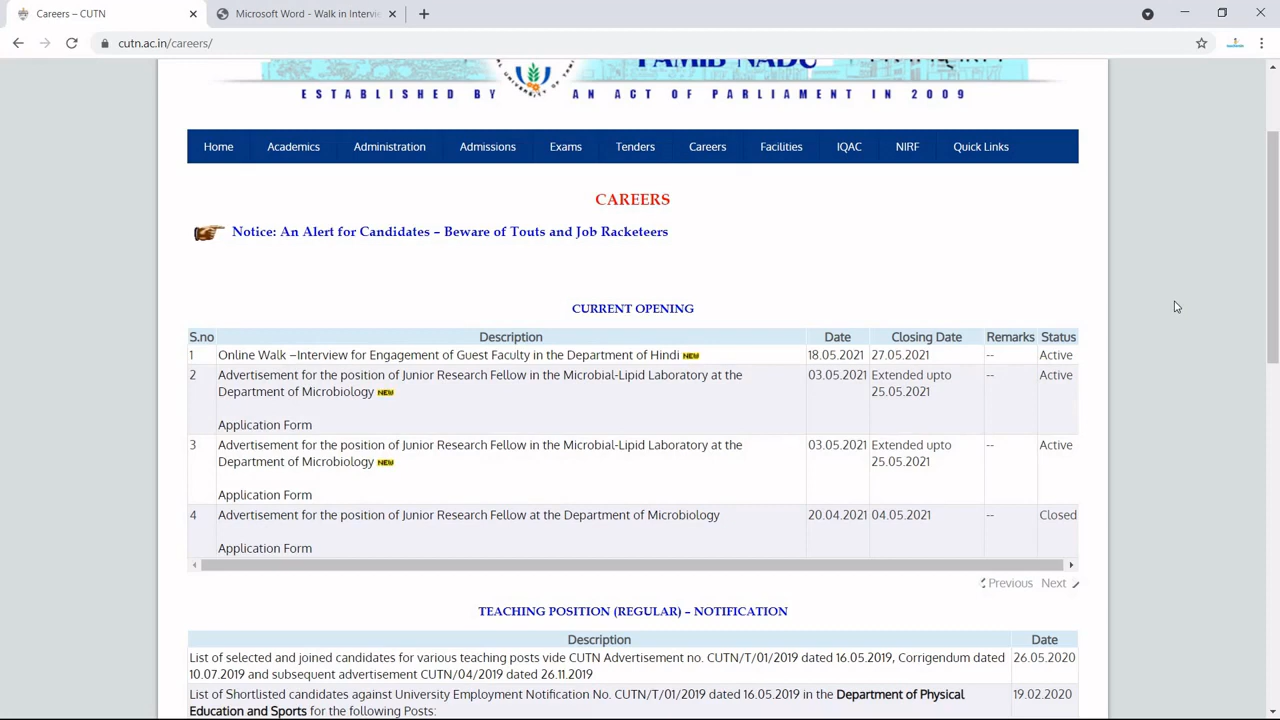 Careers – CUTN
Microsoft Word - Walk in Intervi
cutn.ac.in/careers/
TAMIL NADU
ESTABLISHED BY AN ACT OF PARLIAMENT IN 2009
Home Academics Administration Admissions Exams Tenders Careers Facilities IQAC NIRF Quick Links
CAREERS
Notice: An Alert for Candidates – Beware of Touts and Job Racketeers
CURRENT OPENING
S.no Description Date Closing Date Remarks Status
1 Online Walk –Interview for Engagement of Guest Faculty in the Department of Hindi NEW 18.05.2021 27.05.2021 -- Active
2 Advertisement for the position of Junior Research Fellow in the Microbial-Lipid Laboratory at the 03.05.2021 Extended upto -- Active
Department of Microbiology NEW 25.05.2021
Application Form
3 Advertisement for the position of Junior Research Fellow in the Microbial-Lipid Laboratory at the 03.05.2021 Extended upto -- Active
Department of Microbiology NEW 25.05.2021
Application Form
4 Advertisement for the position of Junior Research Fellow at the Department of Microbiology 20.04.2021 04.05.2021 -- Closed
Application Form
Previous Next
TEACHING POSITION (REGULAR) – NOTIFICATION
Description Date
List of selected and joined candidates for various teaching posts vide CUTN Advertisement no. CUTN/T/01/2019 dated 16.05.2019, Corrigendum dated 26.05.2020
10.07.2019 and subsequent advertisement CUTN/04/2019 dated 26.11.2019
List of Shortlisted candidates against University Employment Notification No. CUTN/T/01/2019 dated 16.05.2019 in the Department of Physical 19.02.2020
Education and Sports for the following Posts: